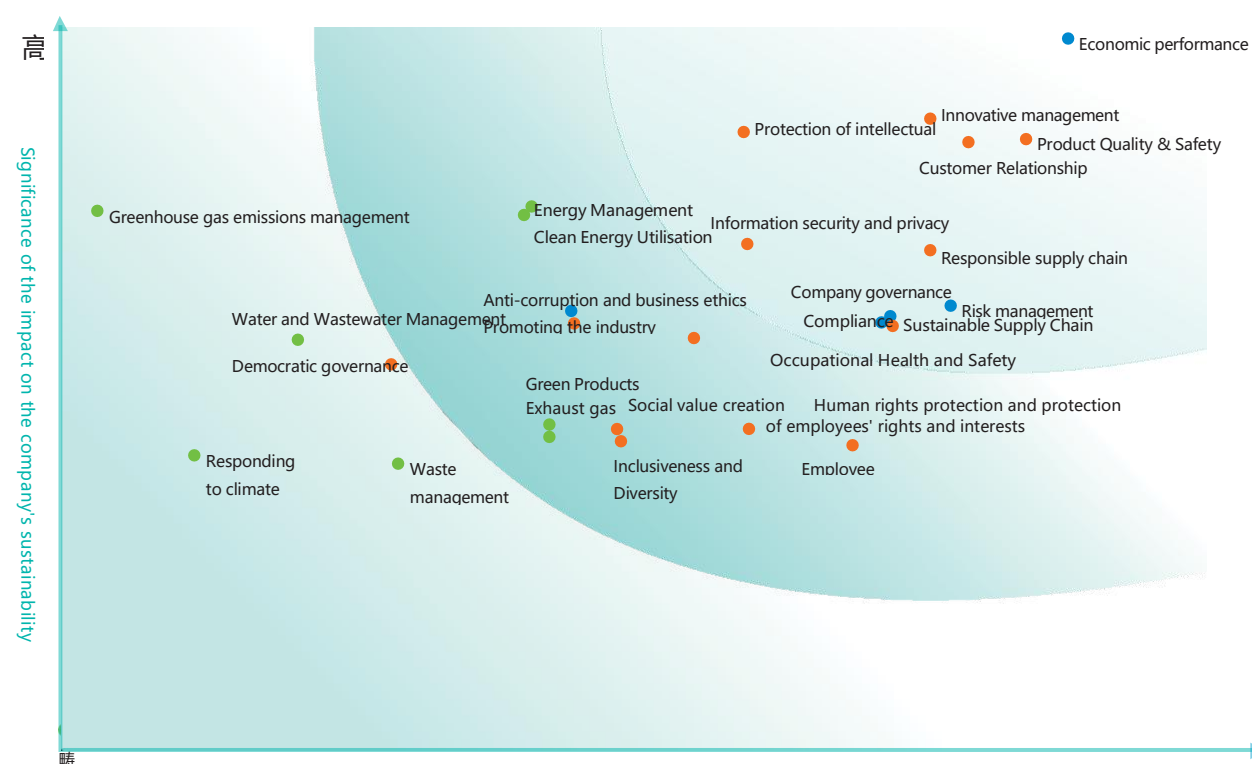 高
Economic performance
Innovative management
Protection of intellectual
Product Quality & Safety
Customer Relationship
Significance of the impact on the company's sustainability
Greenhouse gas emissions management
Energy Management
Clean Energy Utilisation
Information security and privacy
Responsible supply chain
Anti-corruption and business ethics
Promoting the industry
Company governance
Risk management
Compliance
Sustainable Supply Chain
Water and Wastewater Management
Democratic governance
Occupational Health and Safety
Green Products
Exhaust gas
Social value creation
Human rights protection and protection
of employees' rights and interests
Responding
to climate
Waste
management
Inclusiveness and
Diversity
Employee